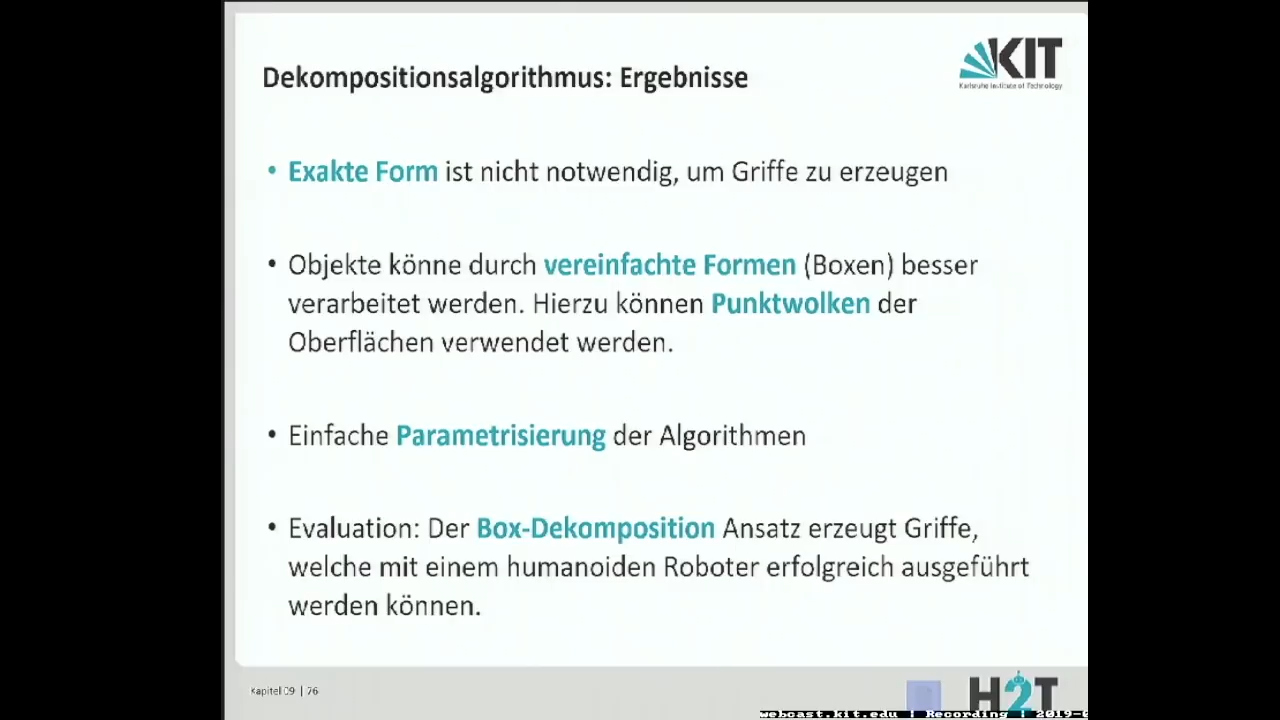 Dekompositionsalgorithmus: Ergebnisse
KIT
Karlsruhe Institute of Technology
• Exakte Form ist nicht notwendig, um Griffe zu erzeugen
• Objekte könne durch vereinfachte Formen (Boxen) besser
verarbeitet werden. Hierzu können Punktwolken der
Oberflächen verwendet werden.
• Einfache Parametrisierung der Algorithmen
• Evaluation: Der Box-Dekomposition Ansatz erzeugt Griffe,
welche mit einem humanoiden Roboter erfolgreich ausgeführt
werden können.
Kapitel 09 | 76
H2T
webcast.kit.edu | Recording | 2019-